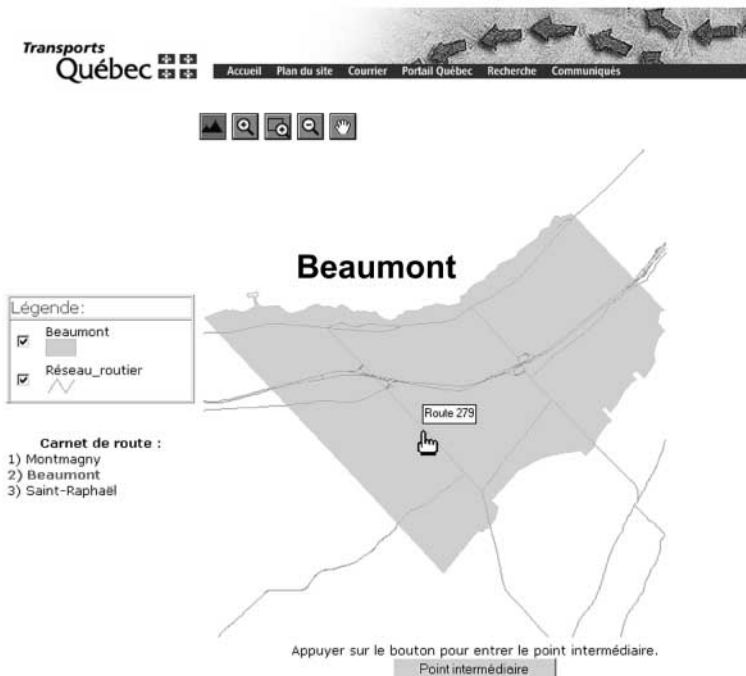 Transports
Québec
Accueil Plan du site Courrier Portail Québec Recherche Communiqués
Beaumont
Légende:
Beaumont
Réseau_routier
Route 279
Carnet de route :
1) Montmagny
2) Beaumont
3) Saint-Raphaël
Appuyer sur le bouton pour entrer le point intermédiaire.
Point intermédiaire